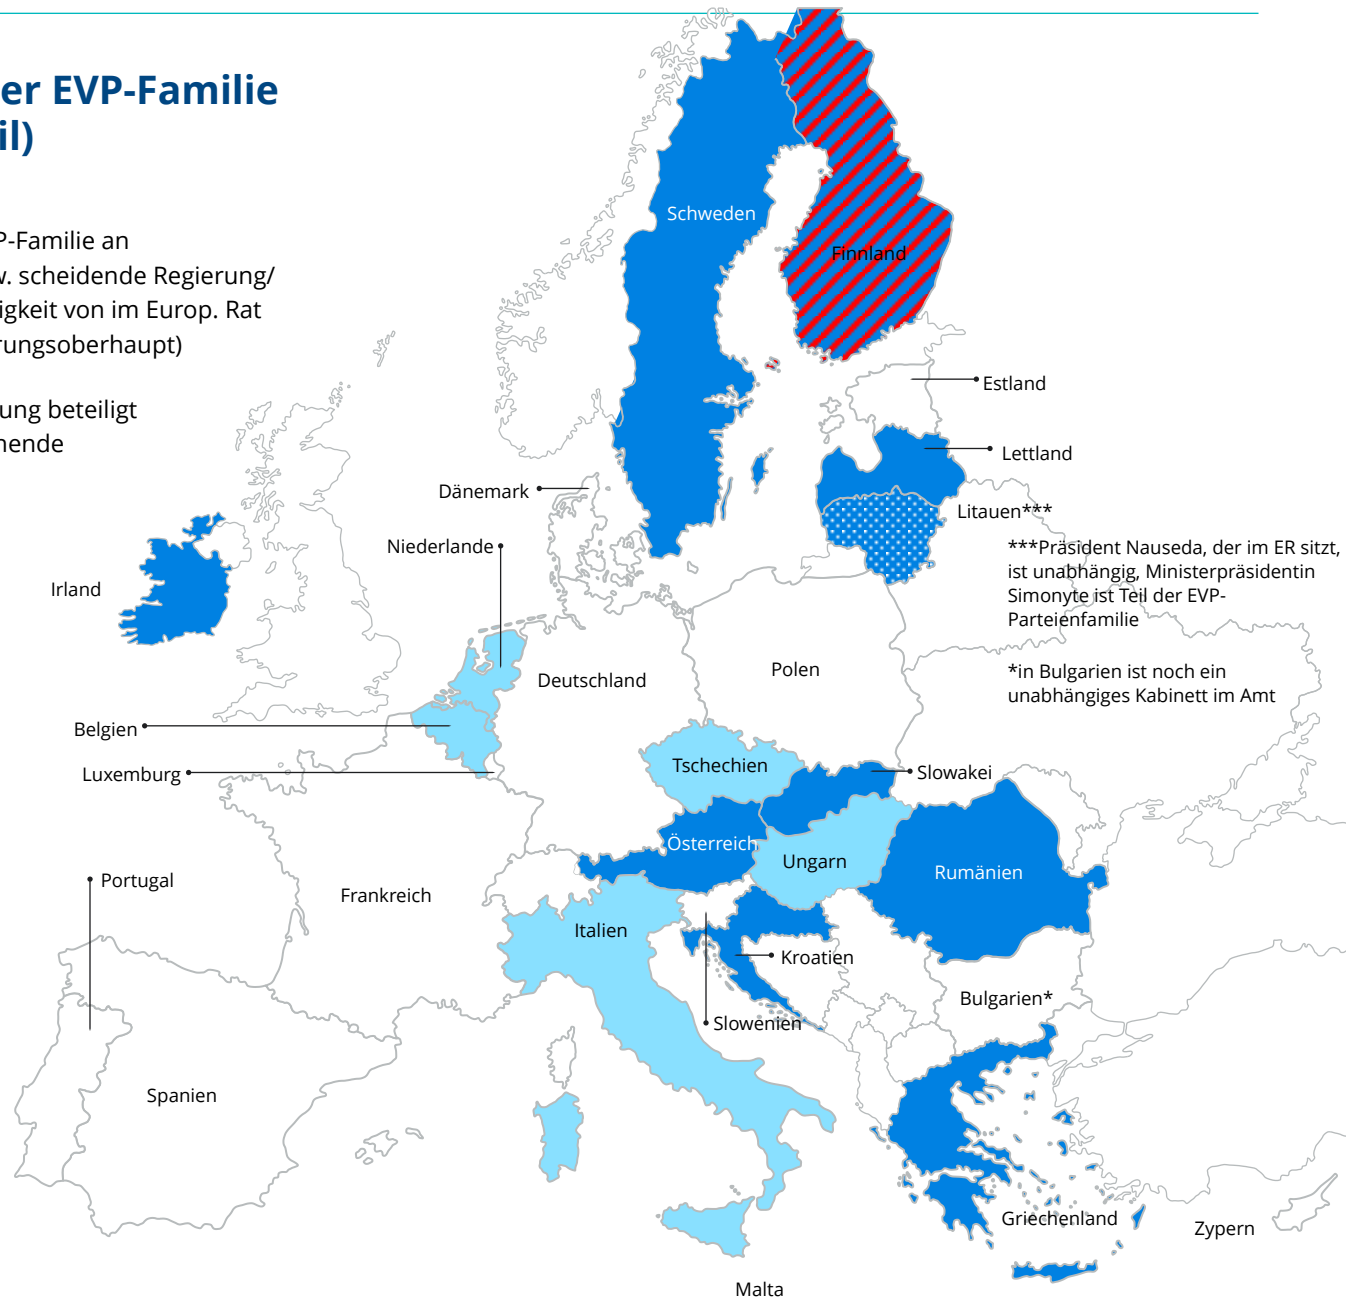 er EVP-Familie
il)
P-Familie an
w. scheidende Regierung/
igkeit von im Europ. Rat
rungsoberhaupt)
ung beteiligt
nende
Schweden
Finnland
Estland
Lettland
Dänemark
Litauen***
Niederlande
***Präsident Nauseda, der im ER sitzt,
ist unabhängig, Ministerpräsidentin
Simonyte ist Teil der EVP-
Parteienfamilie
Irland
Polen
*in Bulgarien ist noch ein
unabhängiges Kabinett im Amt
Deutschland
Belgien
Tschechien
Luxemburg
Slowakei
Österreich
Ungarn
Rumänien
Portugal
Frankreich
Italien
Kroatien
Bulgarien*
Slowenien
Spanien
Griechenland
Zypern
Malta